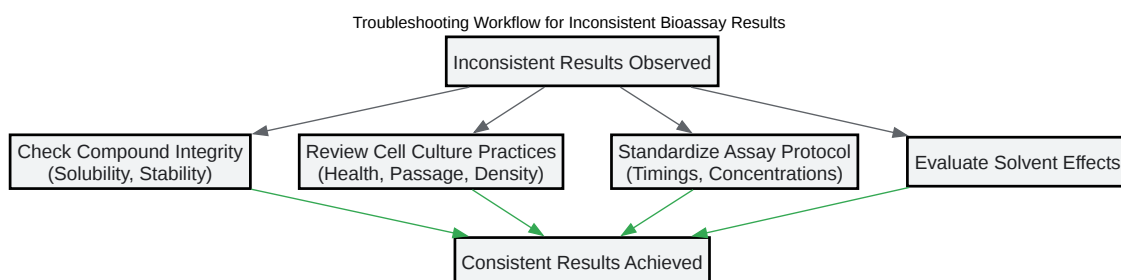 Troubleshooting Workflow for Inconsistent Bioassay Results
Inconsistent Results Observed
Check Compound Integrity
(Solubility, Stability)
Review Cell Culture Practices
(Health, Passage, Density)
Standardize Assay Protocol
(Timings, Concentrations)
Evaluate Solvent Effects
Consistent Results Achieved